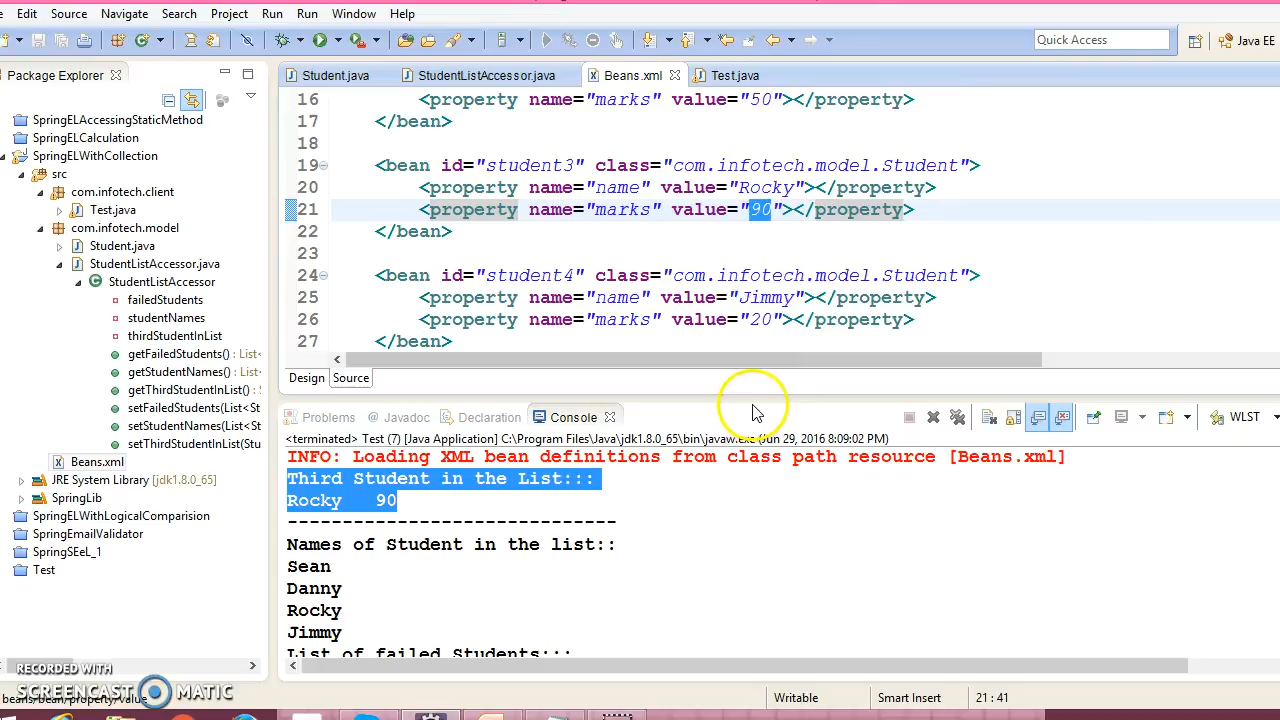 Edit Source Navigate Search Project Run Run Window Help
Quick Access
Java EE
Package Explorer
SpringELAccessingStaticMethod
SpringELCalculation
SpringELWithCollection
src
com.infotech.client
Test.java
com.infotech.model
Student.java
StudentListAccessor.java
StudentListAccessor
failedStudents
studentNames
thirdStudentInList
getFailedStudents() : List<
getStudentNames() : List<
getThirdStudentInList() :
setFailedStudents(List<St
setStudentNames(List<St
setThirdStudentInList(Stu
Beans.xml
JRE System Library [jdk1.8.0_65]
SpringLib
SpringELWithLogicalComparision
SpringEmailValidator
SpringSEeL_1
Test
Student.java StudentListAccessor.java Beans.xml Test.java
16 <property name="marks" value="50"></property>
17 </bean>
18
19 <bean id="student3" class="com.infotech.model.Student">
20 <property name="name" value="Rocky"></property>
21 <property name="marks" value="90"></property>
22 </bean>
23
24 <bean id="student4" class="com.infotech.model.Student">
25 <property name="name" value="Jimmy"></property>
26 <property name="marks" value="20"></property>
27 </bean>
Design Source
Problems @ Javadoc Declaration Console
WLST
<terminated> Test (7) [Java Application] C:\Program Files\Java\jdk1.8.0_65\bin\javaw.exe (Jun 29, 2016 8:09:02 PM)
INFO: Loading XML bean definitions from class path resource [Beans.xml]
Third Student in the List:::
Rocky 90
------------------------------
Names of Student in the list::
Sean
Danny
Rocky
Jimmy
List of failed Students:::
RECORDED WITH
SCREENCAST MATIC
beans/bean/property/value
Writable
Smart Insert
21 : 41